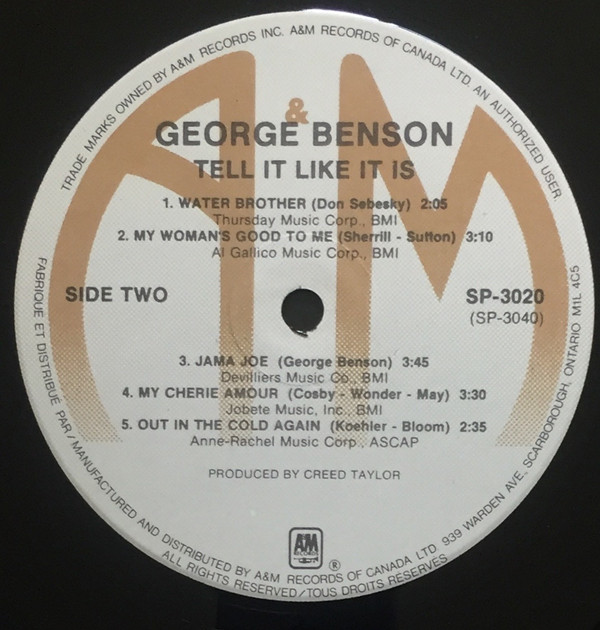 TRADE MARKS OWNED BY A&M RECORDS INC. A&M RECORDS OF CANADA LTD. AN AUTHORIZED USER.
A&M
GEORGE BENSON
TELL IT LIKE IT IS
1. WATER BROTHER (Don Sebesky) 2:05
Thursday Music Corp., BMI
2. MY WOMAN'S GOOD TO ME (Sherrill - Sutton) 3:10
Al Gallico Music Corp., BMI
SIDE TWO
SP-3020
(SP-3040)
3. JAMA JOE (George Benson) 3:45
Devilliers Music Co., BMI
4. MY CHERIE AMOUR (Cosby - Wonder - May) 3:30
Jobete Music, Inc., BMI
5. OUT IN THE COLD AGAIN (Koehler - Bloom) 2:35
Anne-Rachel Music Corp., ASCAP
PRODUCED BY CREED TAYLOR
A&M
RECORDS
®
FABRIQUÉ ET DISTRIBUÉ PAR/MANUFACTURED AND DISTRIBUTED BY A&M RECORDS OF CANADA LTD 939 WARDEN AVE, SCARBOROUGH, ONTARIO M1L 4C5
ALL RIGHTS RESERVED/TOUS DROITS RESERVES